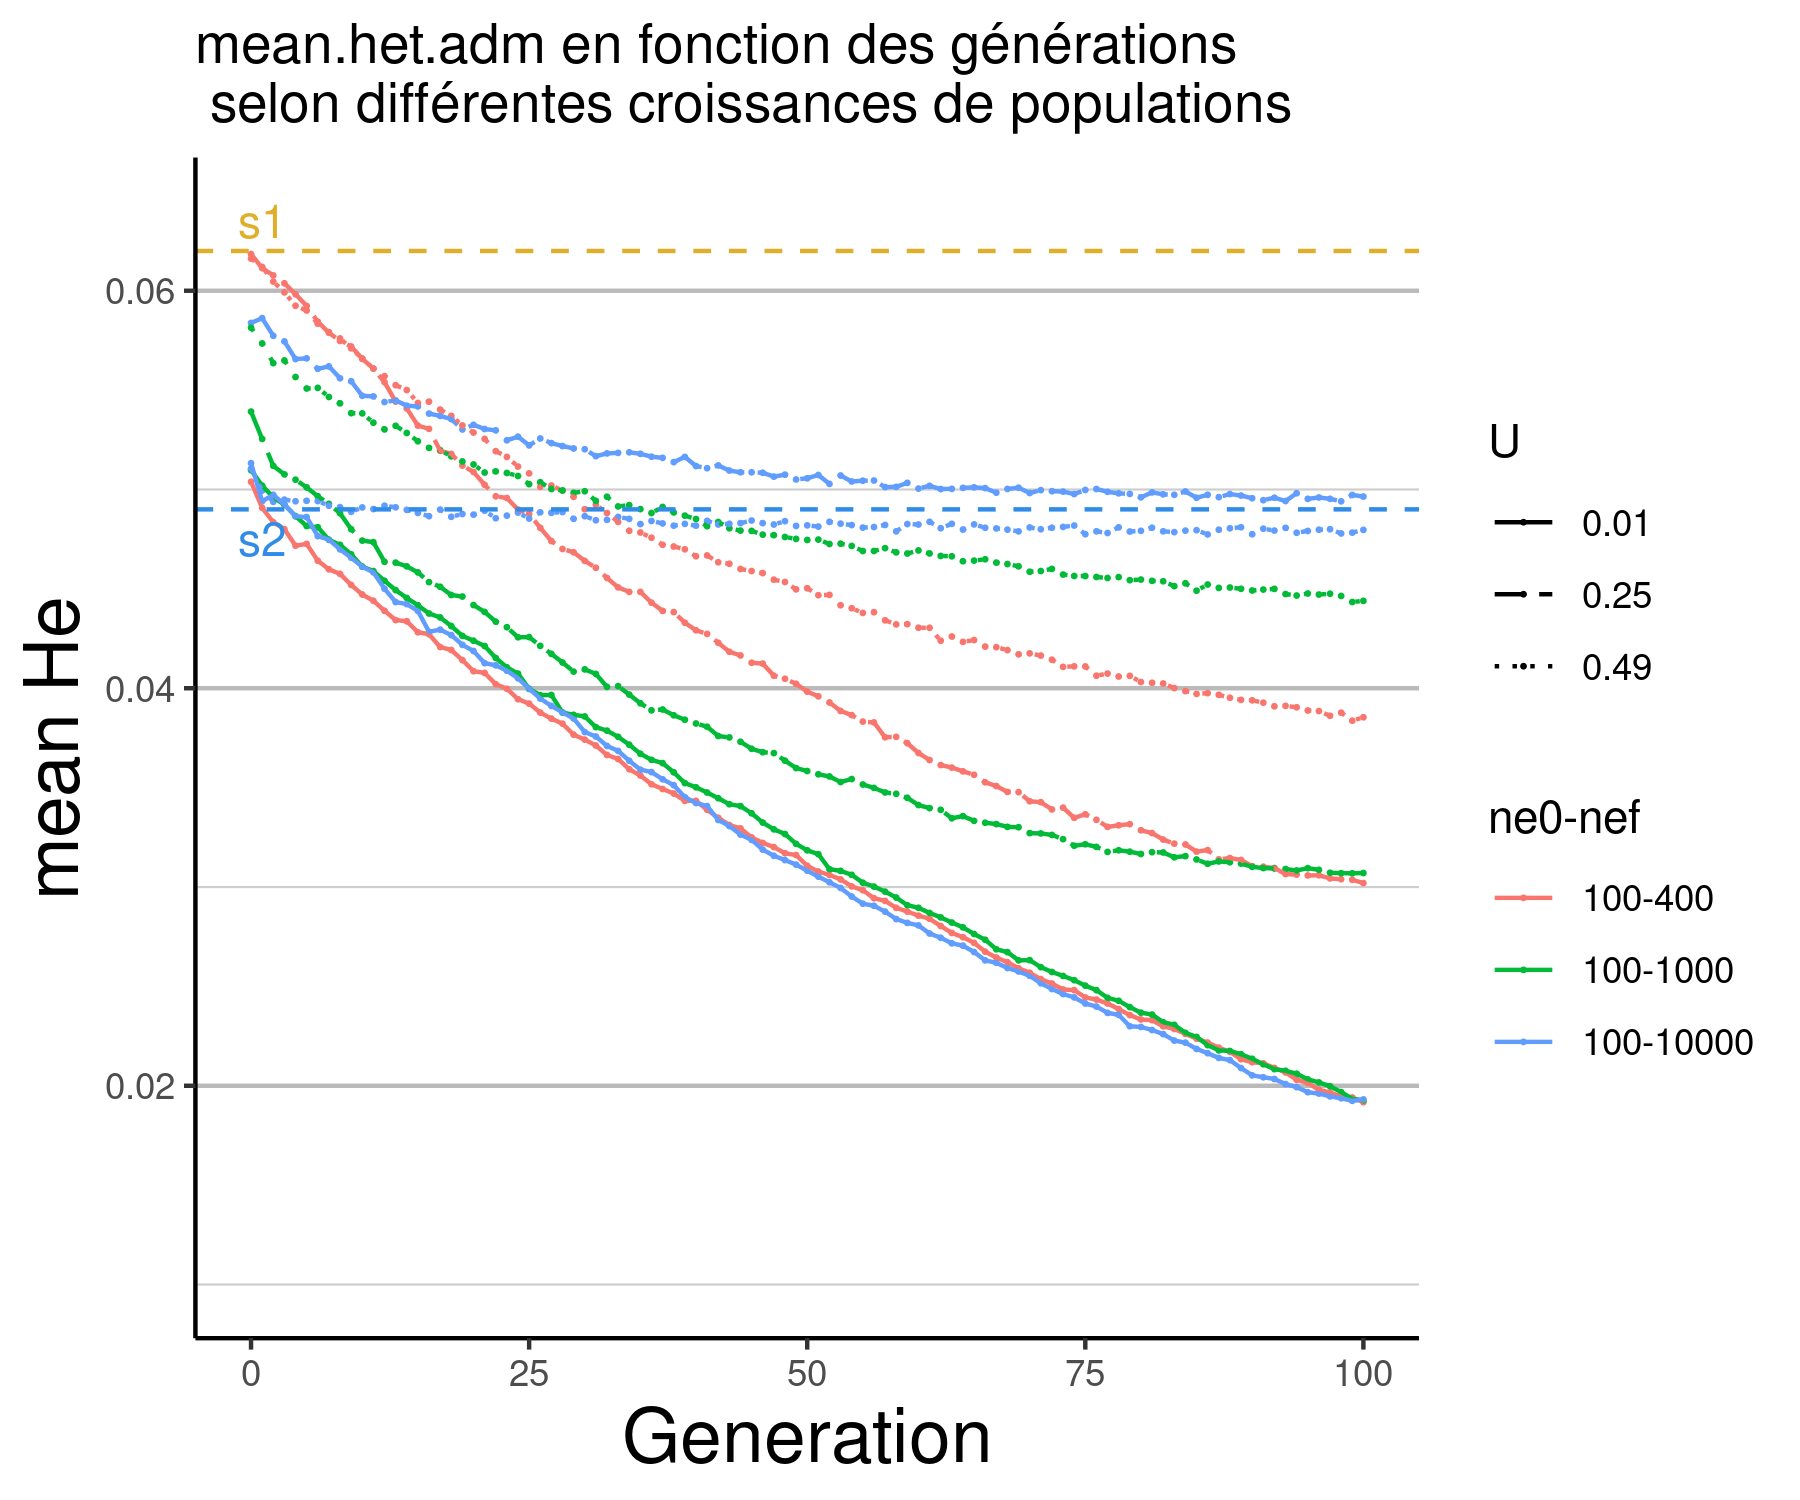 mean.het.adm en fonction des générations
selon différentes croissances de populations
s1
s2
0.06
0.04
0.02
mean He
0
25
50
75
100
Generation
U
0.01
0.25
0.49
ne0-nef
100-400
100-1000
100-10000